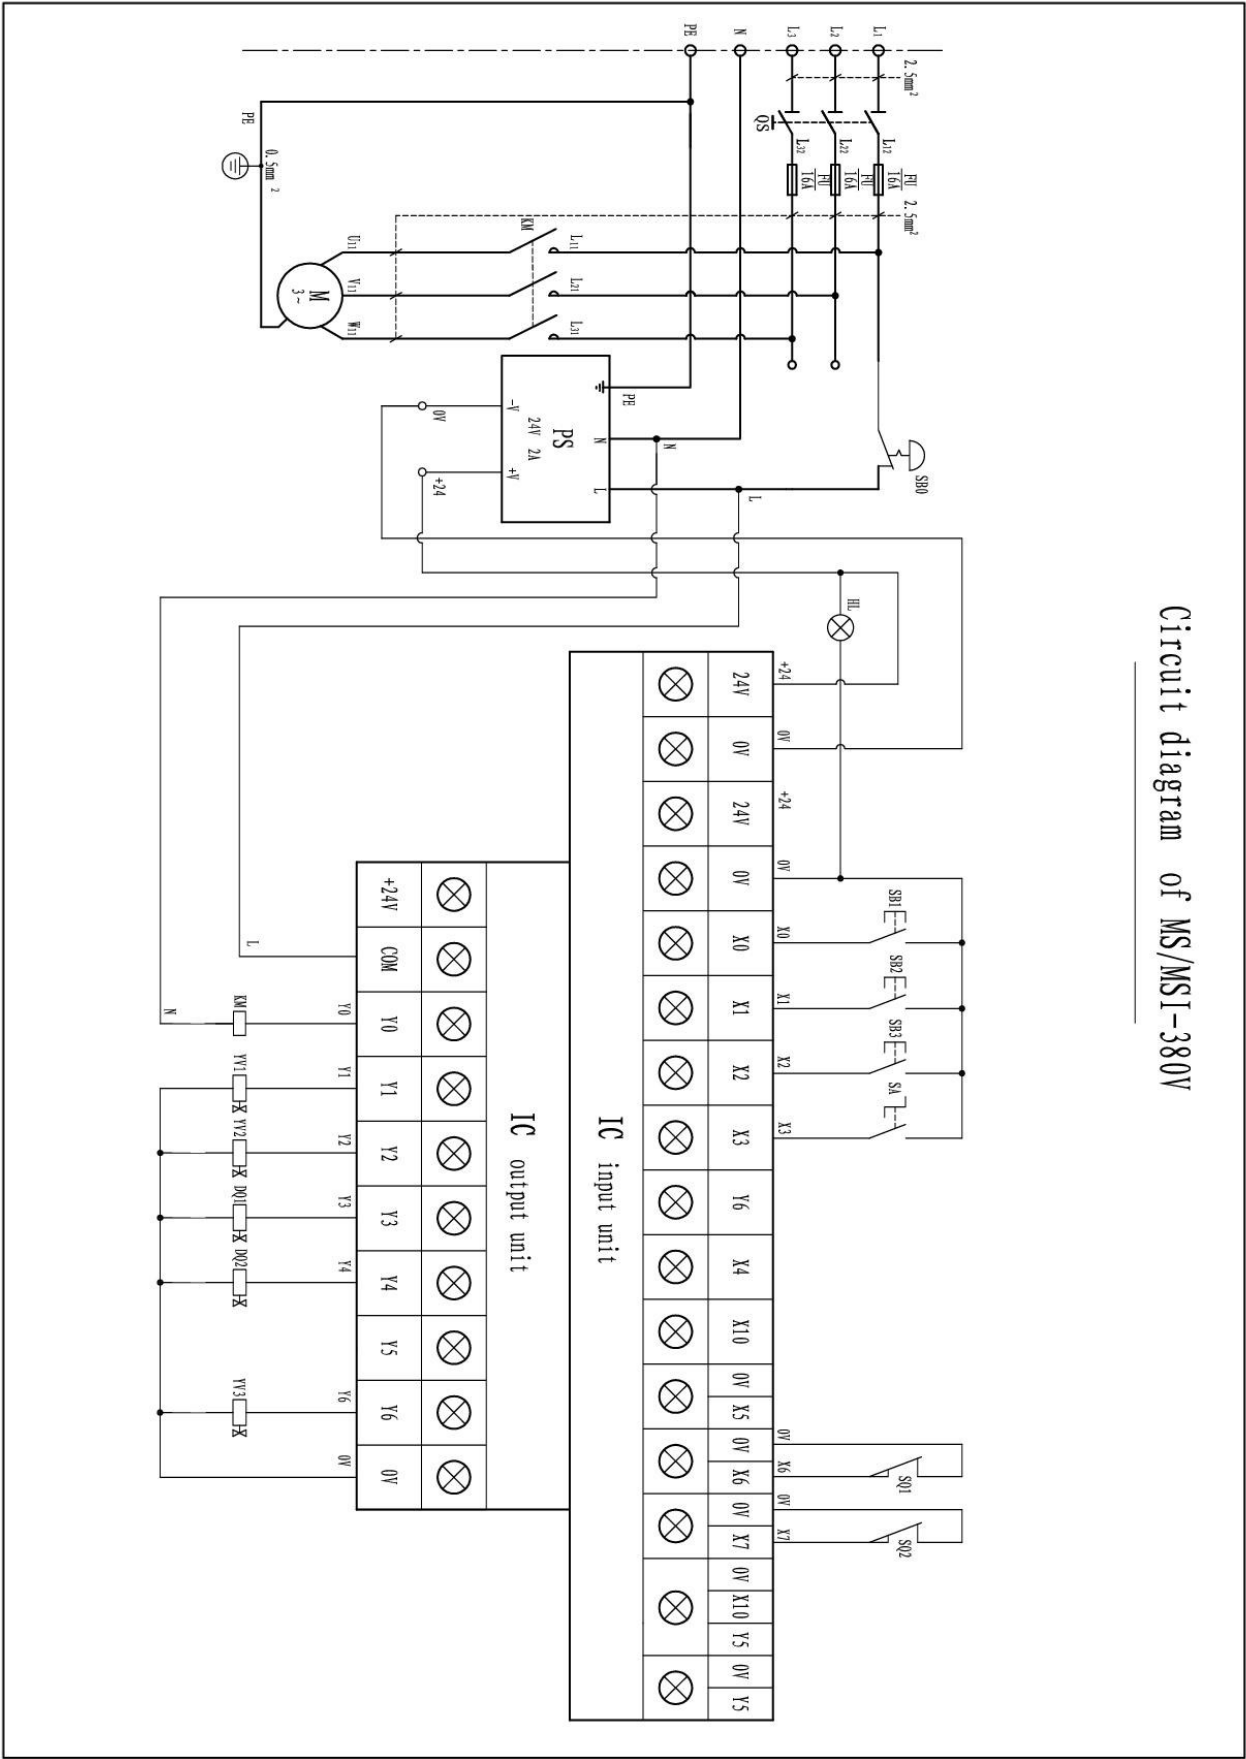 Circuit diagram of MS/MSI-380V
L1
L2
L3
N
PE
2.5mm²
QS
L12
L22
L32
FU
16A
FU
16A
FU
16A
2.5mm²
PE
0.5mm²
KM
L11
L21
L31
U11
V11
W11
M
3~
SB0
PE
N
L
PS
24V 2A
-V
+V
N
L
0V
+24
HL
+24
0V
+24
0V
X0
X1
X2
X3
0V
X6
0V
X7
SB1
SB2
SB3
SA
SQ1
SQ2
24V
0V
24V
0V
X0
X1
X2
X3
Y6
X4
X10
0V
X5
0V
X6
0V
X7
0V
X10
Y5
0V
Y5
IC input unit
IC output unit
+24V
COM
Y0
Y1
Y2
Y3
Y4
Y5
Y6
0V
L
Y0
Y1
Y2
Y3
Y4
Y6
0V
N
KM
YV1
YV2
DQ1
DQ2
YV3